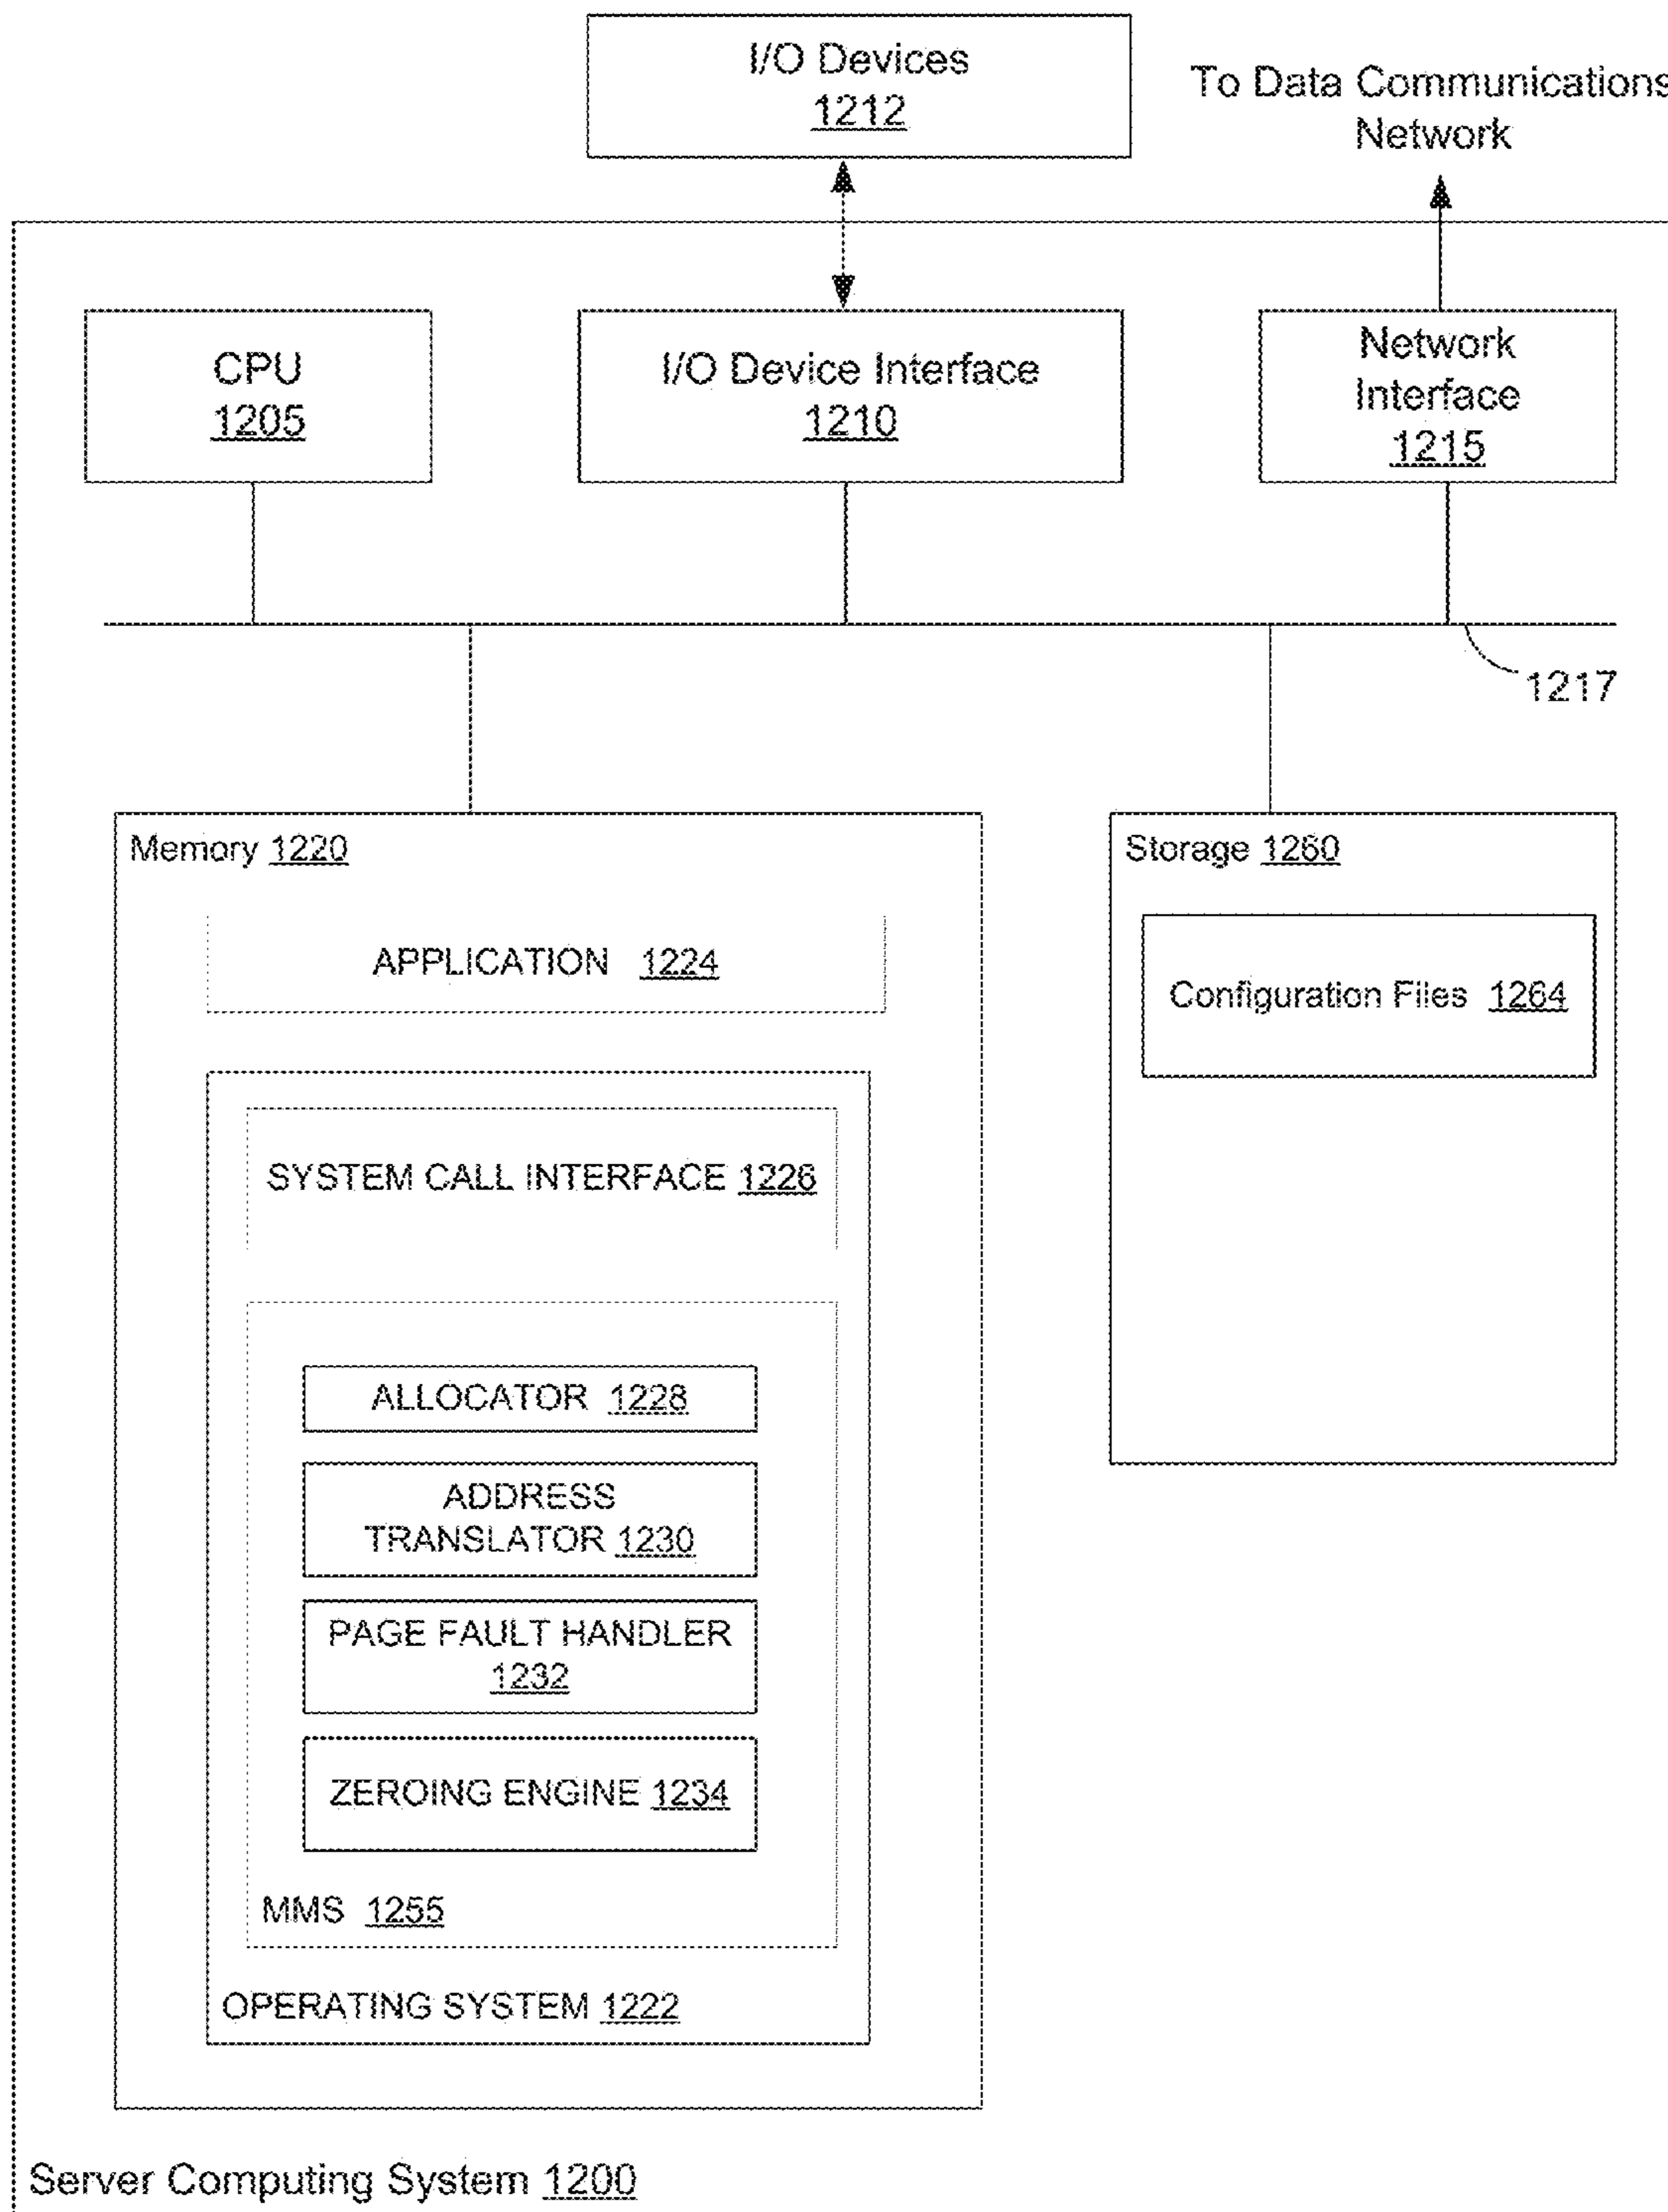 I/O Devices
1212
To Data Communications
Network
CPU
1205
I/O Device Interface
1210
Network
Interface
1215
1217
Memory 1220
APPLICATION 1224
SYSTEM CALL INTERFACE 1226
ALLOCATOR 1228
ADDRESS
TRANSLATOR 1230
PAGE FAULT HANDLER
1232
ZEROING ENGINE 1234
MMS 1255
OPERATING SYSTEM 1222
Storage 1260
Configuration Files 1264
Server Computing System 1200